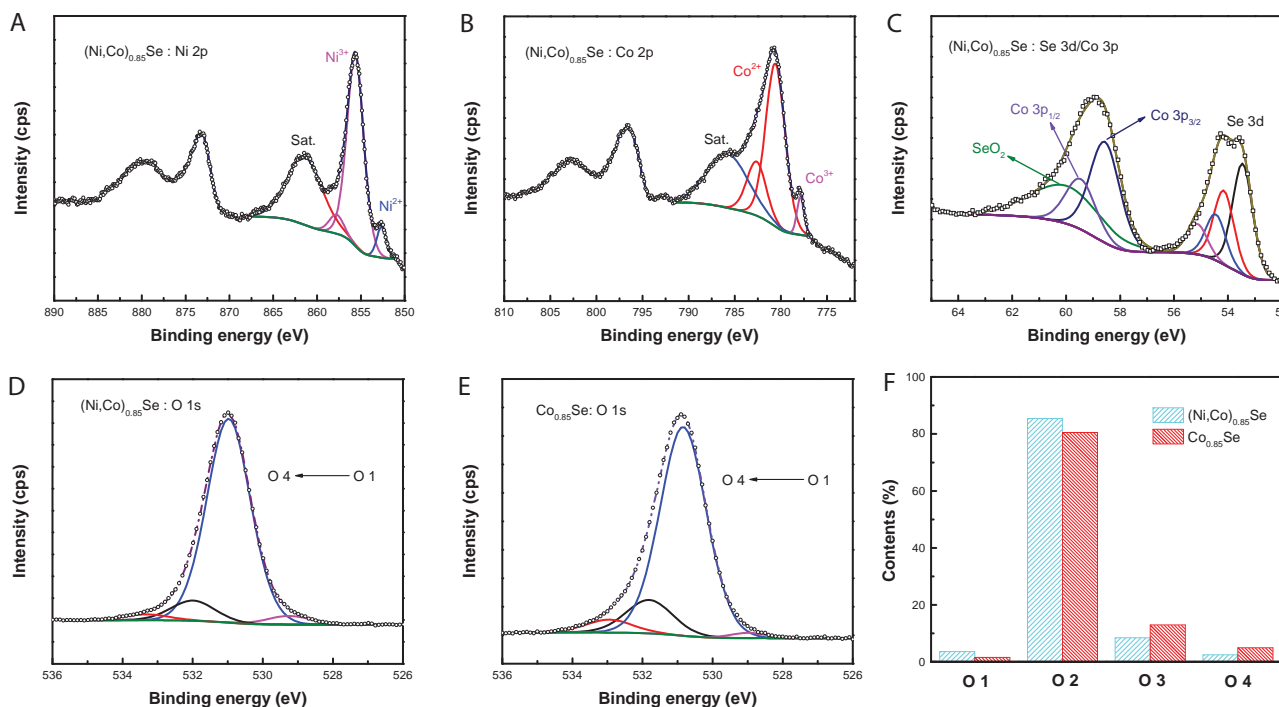 A
(Ni,Co)0.85Se : Ni 2p
Ni3+
Sat.
Ni2+
Intensity (cps)
890 885 880 875 870 865 860 855 850
Binding energy (eV)
B
(Ni,Co)0.85Se : Co 2p
Co2+
Sat.
Co3+
Intensity (cps)
810 805 800 795 790 785 780 775
Binding energy (eV)
C
(Ni,Co)0.85Se : Se 3d/Co 3p
Co 3p1/2
Co 3p3/2
Se 3d
SeO2
Intensity (cps)
64 62 60 58 56 54 5
Binding energy (eV)
D
(Ni,Co)0.85Se : O 1s
O 4 O 1
Intensity (cps)
536 534 532 530 528 526
Binding energy (eV)
E
Co0.85Se: O 1s
O 4 O 1
Intensity (cps)
536 534 532 530 528 526
Binding energy (eV)
F
100
80
60
40
20
0
Contents (%)
(Ni,Co)0.85Se
Co0.85Se
O 1 O 2 O 3 O 4